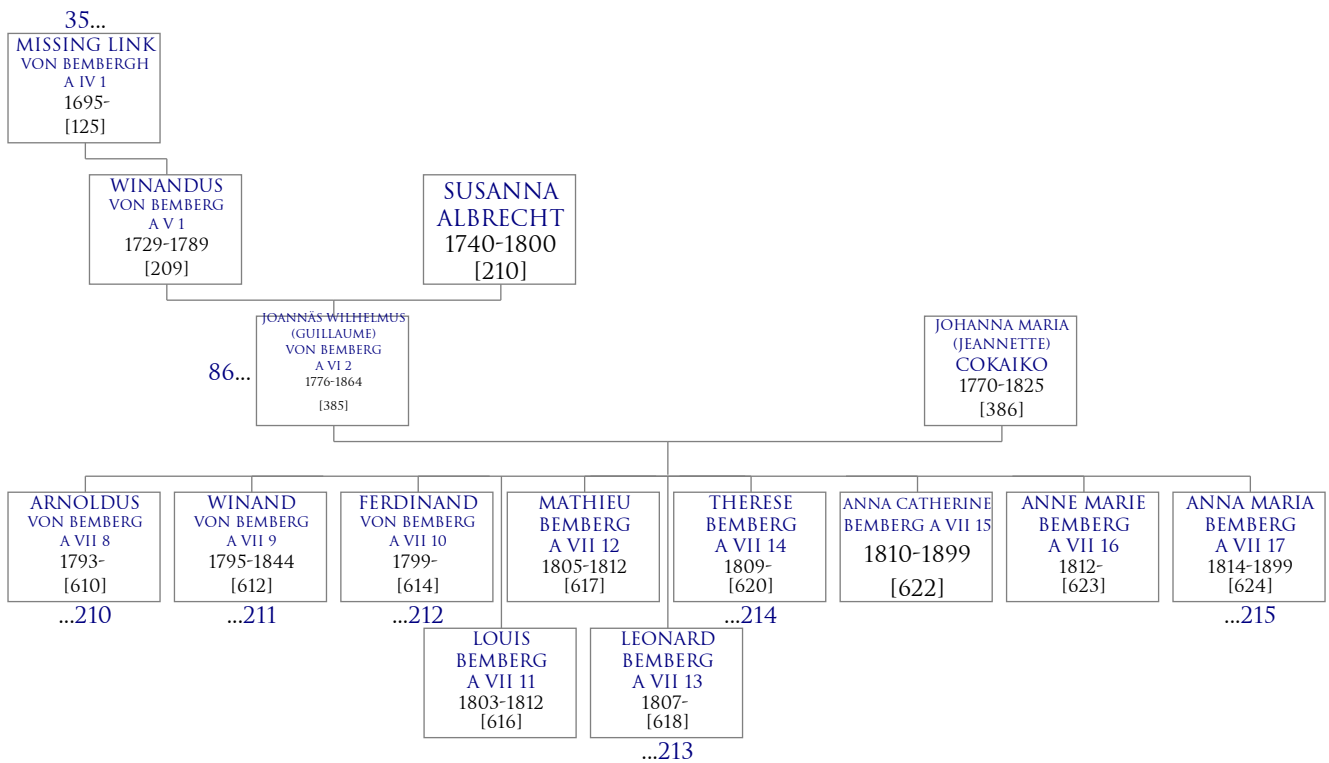 35...
MISSING LINK
VON BEMBERGH
A IV 1
1695-
[125]
WINANDUS
VON BEMBERG
A V 1
1729-1789
[209]
SUSANNA
ALBRECHT
1740-1800
[210]
86...
JOANNÄS WILHELMUS
(GUILLAUME)
VON BEMBERG
A VI 2
1776-1864
[385]
JOHANNA MARIA
(JEANNETTE)
COKAIKO
1770-1825
[386]
ARNOLDUS
VON BEMBERG
A VII 8
1793-
[610]
...210
WINAND
VON BEMBERG
A VII 9
1795-1844
[612]
...211
FERDINAND
VON BEMBERG
A VII 10
1799-
[614]
...212
MATHIEU
BEMBERG
A VII 12
1805-1812
[617]
THERESE
BEMBERG
A VII 14
1809-
[620]
...214
ANNA CATHERINE
BEMBERG A VII 15
1810-1899
[622]
ANNE MARIE
BEMBERG
A VII 16
1812-
[623]
ANNA MARIA
BEMBERG
A VII 17
1814-1899
[624]
...215
LOUIS
BEMBERG
A VII 11
1803-1812
[616]
LEONARD
BEMBERG
A VII 13
1807-
[618]
...213